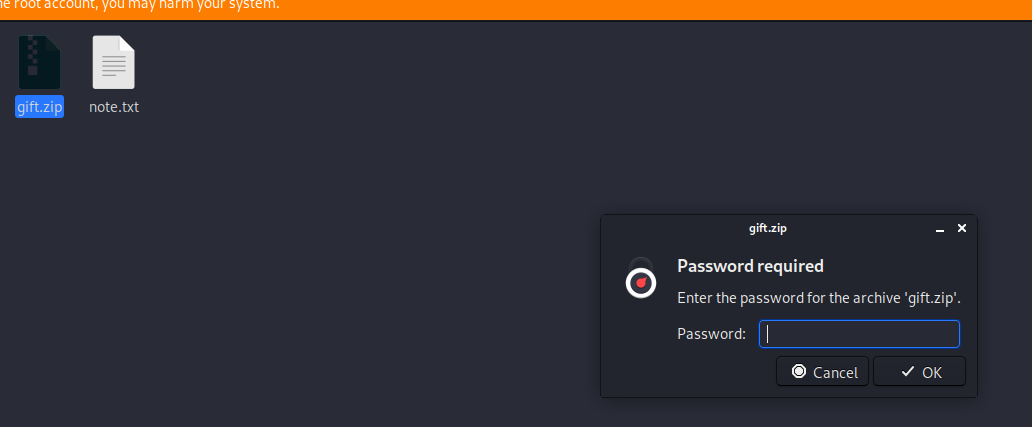 he root account, you may harm your system.
gift.zip
note.txt
gift.zip
Password required
Enter the password for the archive 'gift.zip'.
Password:
Cancel
OK